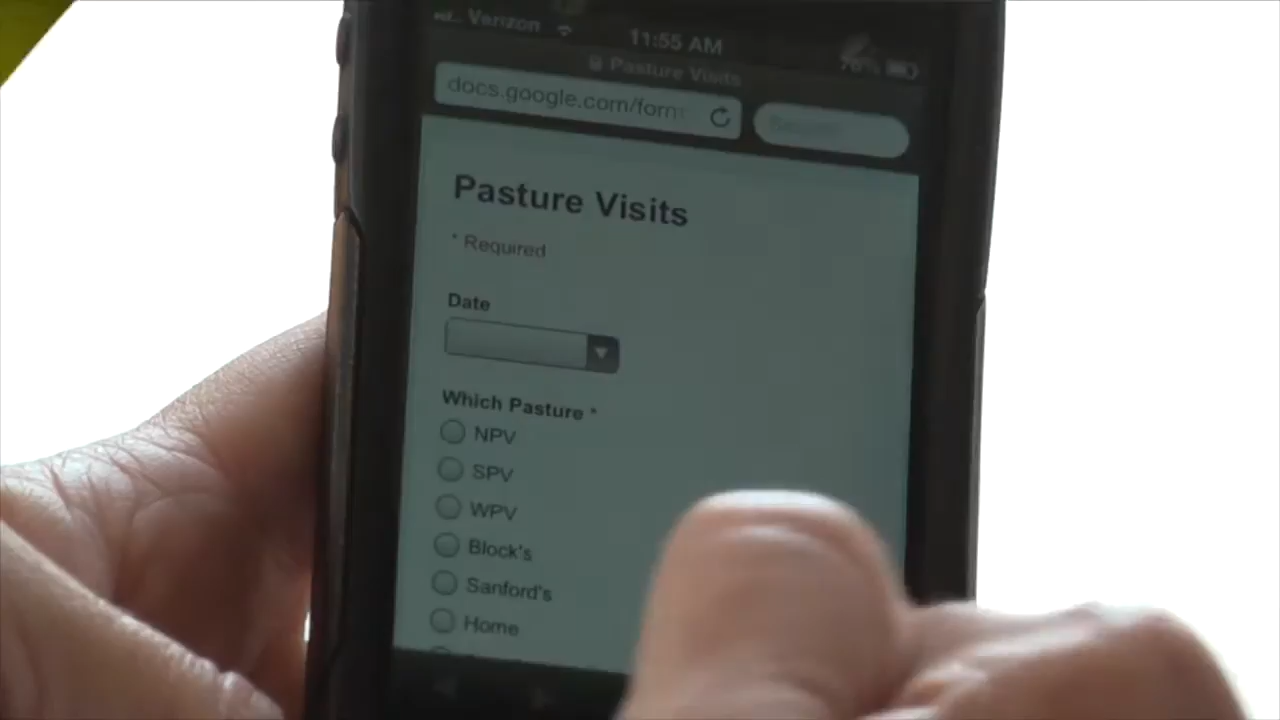 Verizon
11:55 AM
76%
Pasture Visits
docs.google.com/form
Pasture Visits
* Required
Date
Which Pasture *
NPV
SPV
WPV
Block's
Sanford's
Home